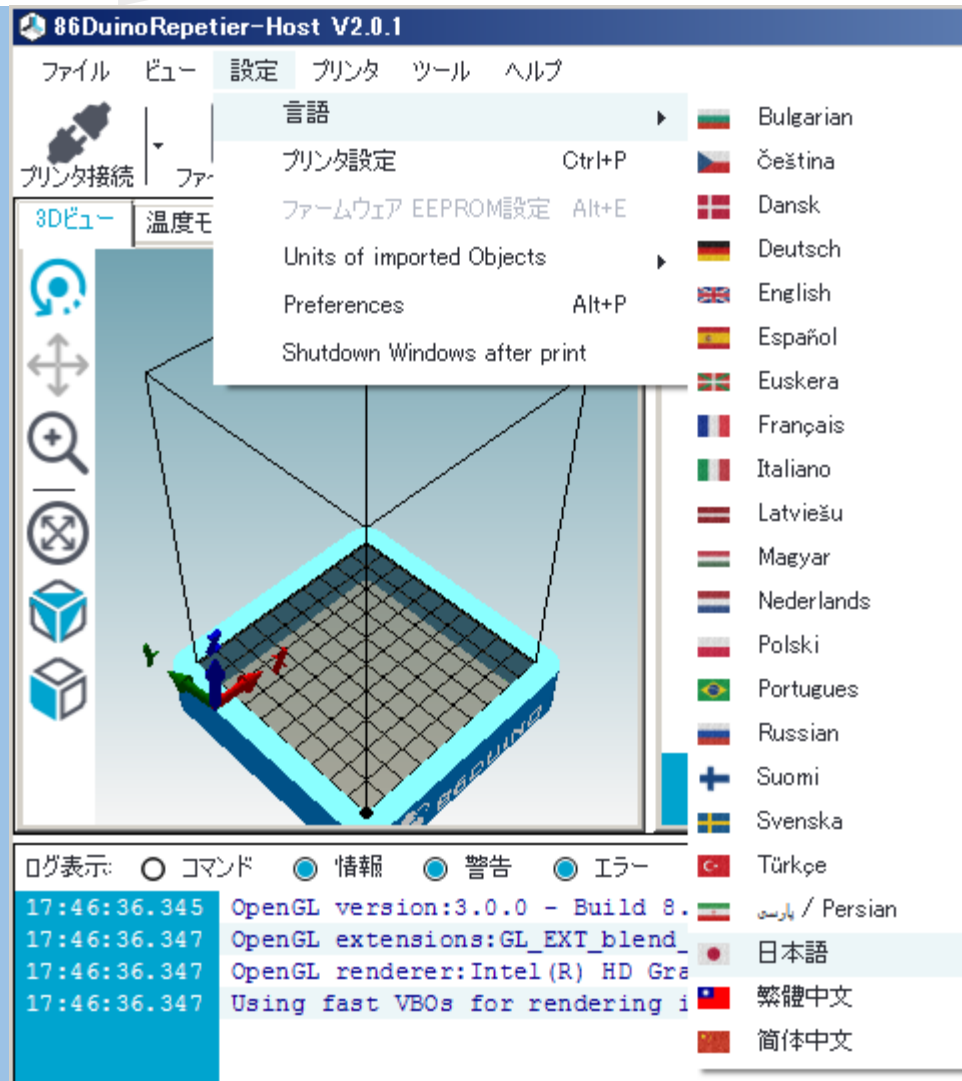 86DuinoRepetier-Host V2.0.1
ファイル ビュー 設定 プリンタ ツール ヘルプ
プリンタ接続
言語
プリンタ設定 Ctrl+P
ファームウェア EEPROM設定 Alt+E
Units of imported Objects
Preferences Alt+P
Shutdown Windows after print
Bulgarian
Čeština
Dansk
Deutsch
English
Español
Euskera
Français
Italiano
Latviešu
Magyar
Nederlands
Polski
Portugues
Russian
Suomi
Svenska
Türkçe
پارسی / Persian
日本語
繁體中文
简体中文
3Dビュー 温度モ
Y Z X
86DUINO
ログ表示: コマンド 情報 警告 エラー
17:46:36.345 OpenGL version:3.0.0 - Build 8.
17:46:36.347 OpenGL extensions:GL_EXT_blend_
17:46:36.347 OpenGL renderer:Intel(R) HD Gra
17:46:36.347 Using fast VBOs for rendering i